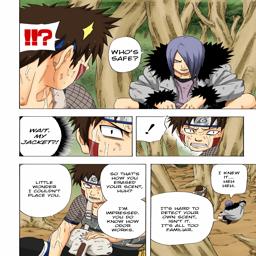 WHO'S
SAFE?
!!?
!
WAIT.
MY
JACKET?!
I KNEW
IT...
HEH
HEH.
IT'S HARD TO
DETECT YOUR
OWN SCENT,
ISN'T IT?
IT'S ALL TOO
FAMILIAR.
SO THAT'S
HOW YOU
ERASED
YOUR SCENT,
HUH?
I'M
IMPRESSED.
YOU DO
KNOW HOW
ODOR
WORKS.
LITTLE
WONDER I
COULDN'T
PLACE YOU.